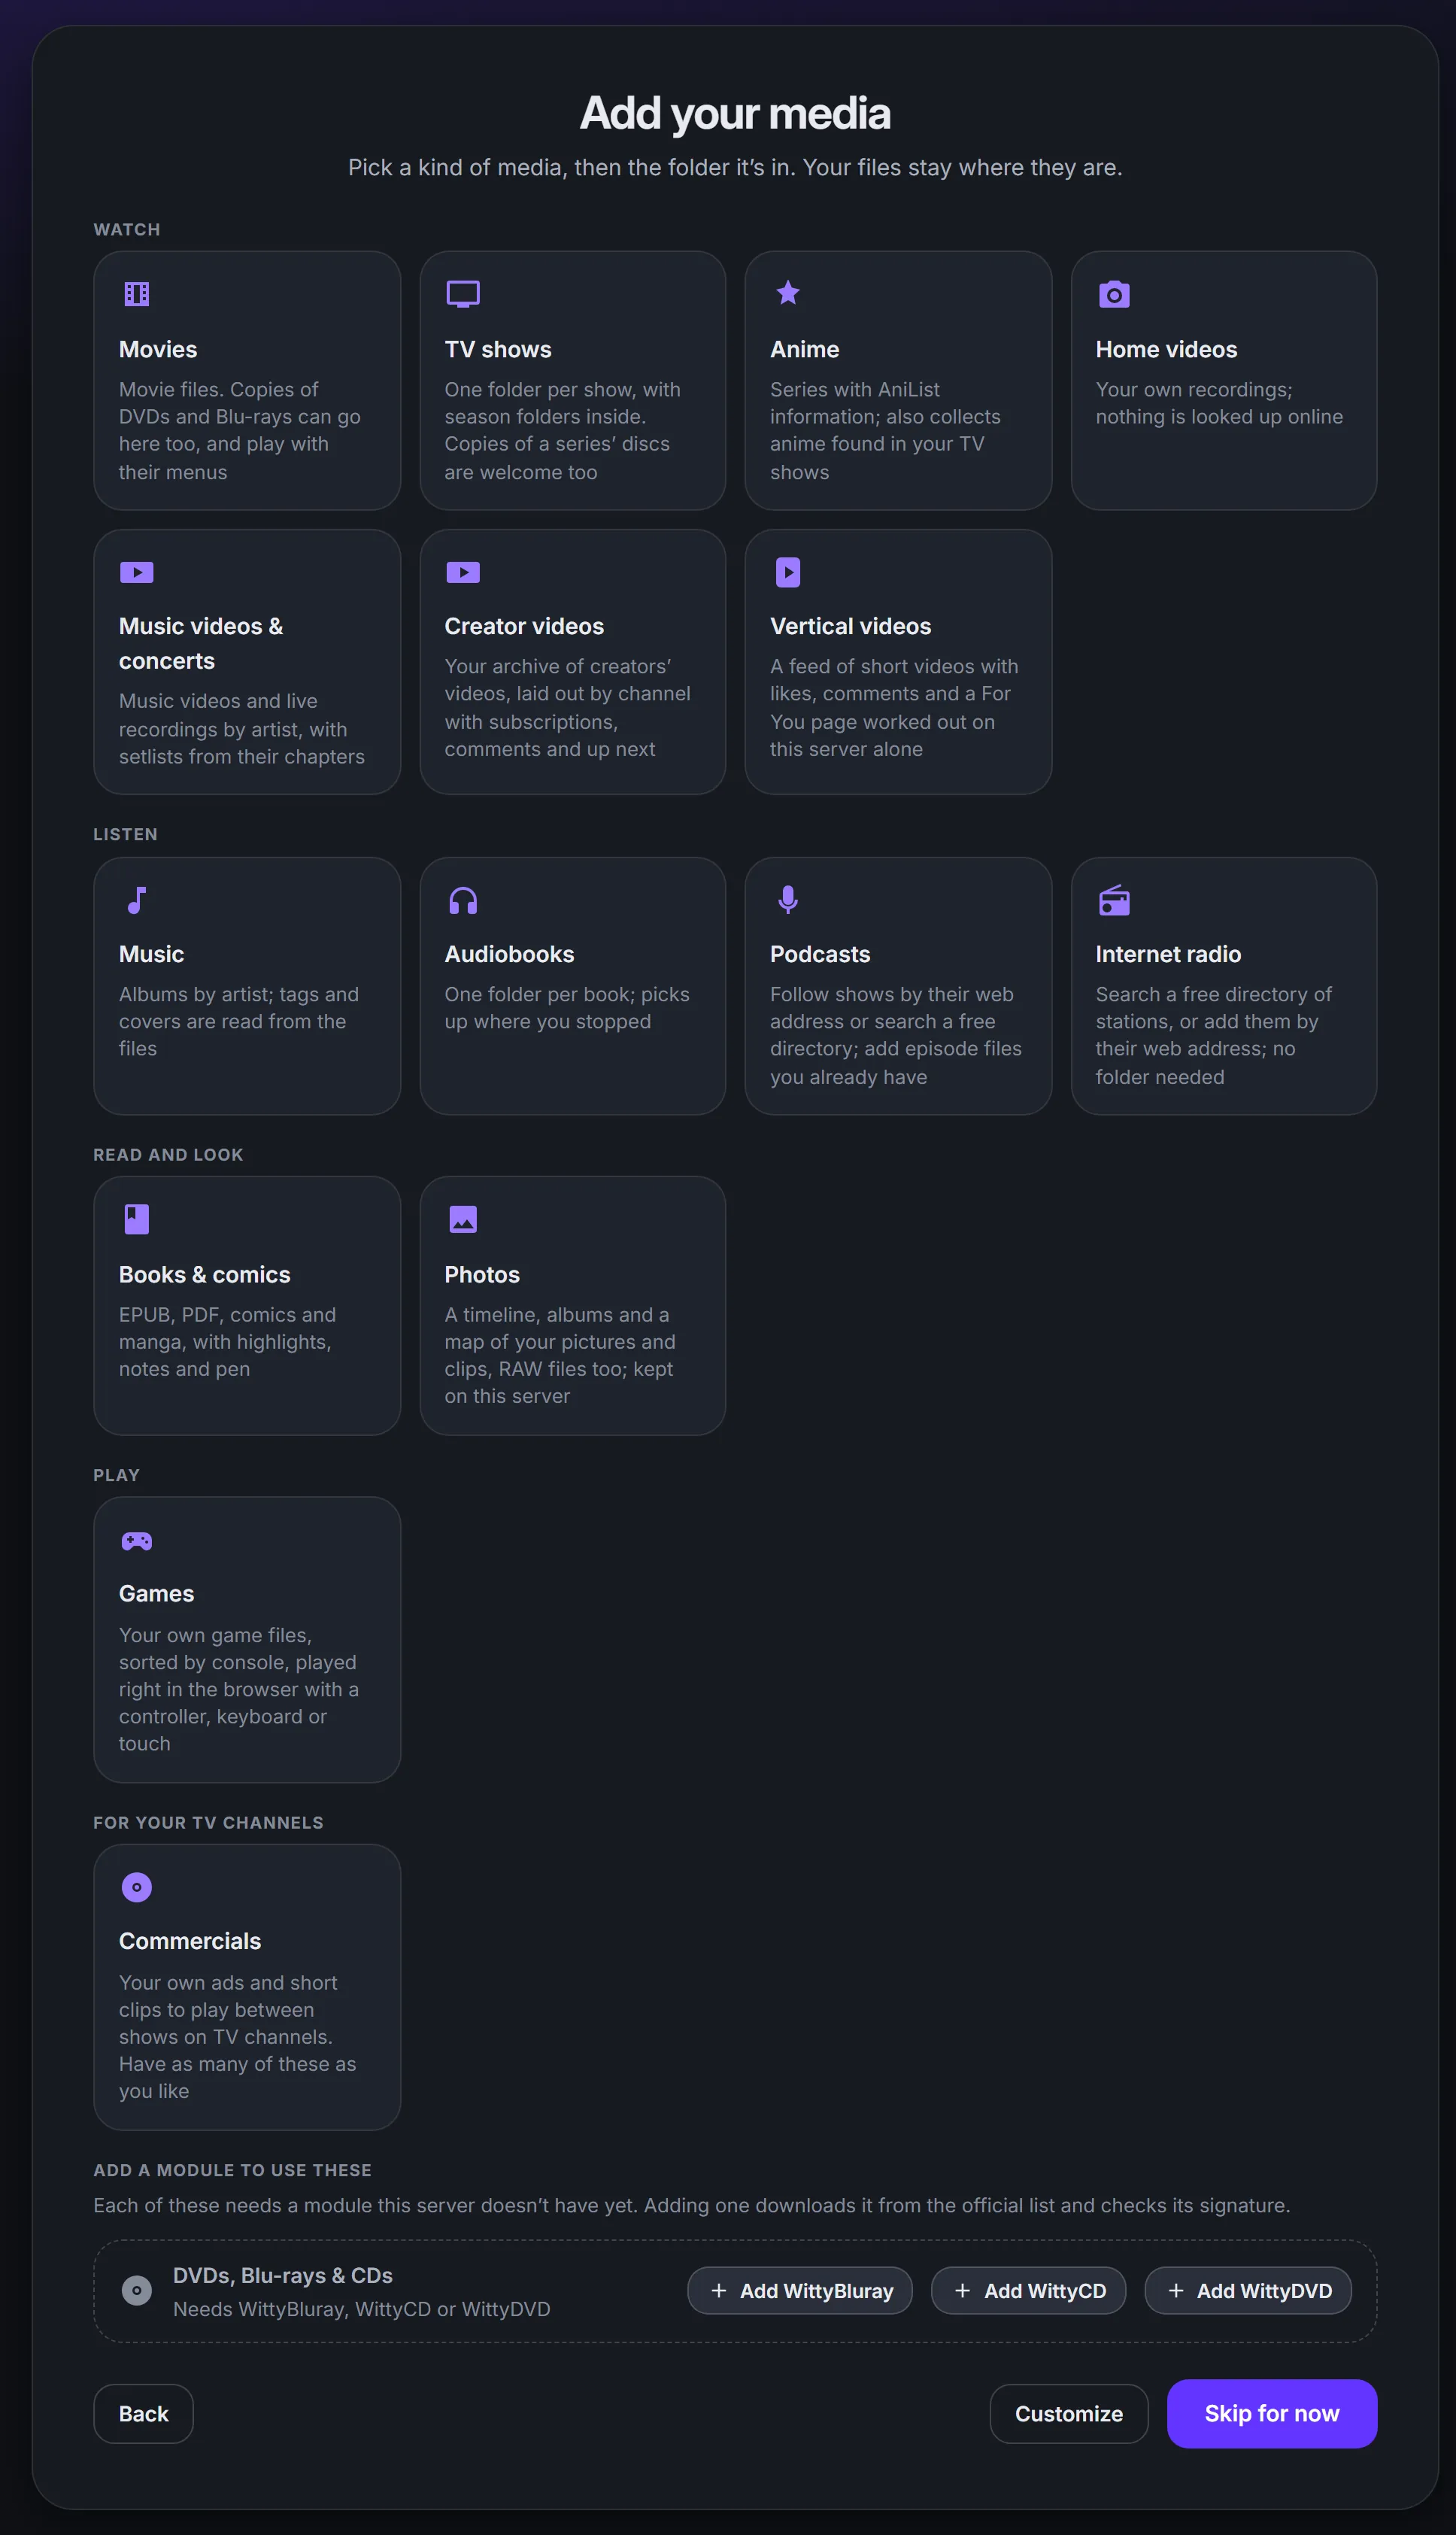 Add your media
Pick a kind of media, then the folder it’s in. Your files stay where they are.
WATCH
Movies
Movie files. Copies of
DVDs and Blu-rays can go
here too, and play with
their menus
TV shows
One folder per show, with
season folders inside.
Copies of a series’ discs
are welcome too
Anime
Series with AniList
information; also collects
anime found in your TV
shows
Home videos
Your own recordings;
nothing is looked up online
Music videos &
concerts
Music videos and live
recordings by artist, with
setlists from their chapters
Creator videos
Your archive of creators’
videos, laid out by channel
with subscriptions,
comments and up next
Vertical videos
A feed of short videos with
likes, comments and a For
You page worked out on
this server alone
LISTEN
Music
Albums by artist; tags and
covers are read from the
files
Audiobooks
One folder per book; picks
up where you stopped
Podcasts
Follow shows by their web
address or search a free
directory; add episode files
you already have
Internet radio
Search a free directory of
stations, or add them by
their web address; no
folder needed
READ AND LOOK
Books & comics
EPUB, PDF, comics and
manga, with highlights,
notes and pen
Photos
A timeline, albums and a
map of your pictures and
clips, RAW files too; kept
on this server
PLAY
Games
Your own game files,
sorted by console, played
right in the browser with a
controller, keyboard or
touch
FOR YOUR TV CHANNELS
Commercials
Your own ads and short
clips to play between
shows on TV channels.
Have as many of these as
you like
ADD A MODULE TO USE THESE
Each of these needs a module this server doesn’t have yet. Adding one downloads it from the official list and checks its signature.
DVDs, Blu-rays & CDs
Needs WittyBluray, WittyCD or WittyDVD
+ Add WittyBluray
+ Add WittyCD
+ Add WittyDVD
Back
Customize
Skip for now